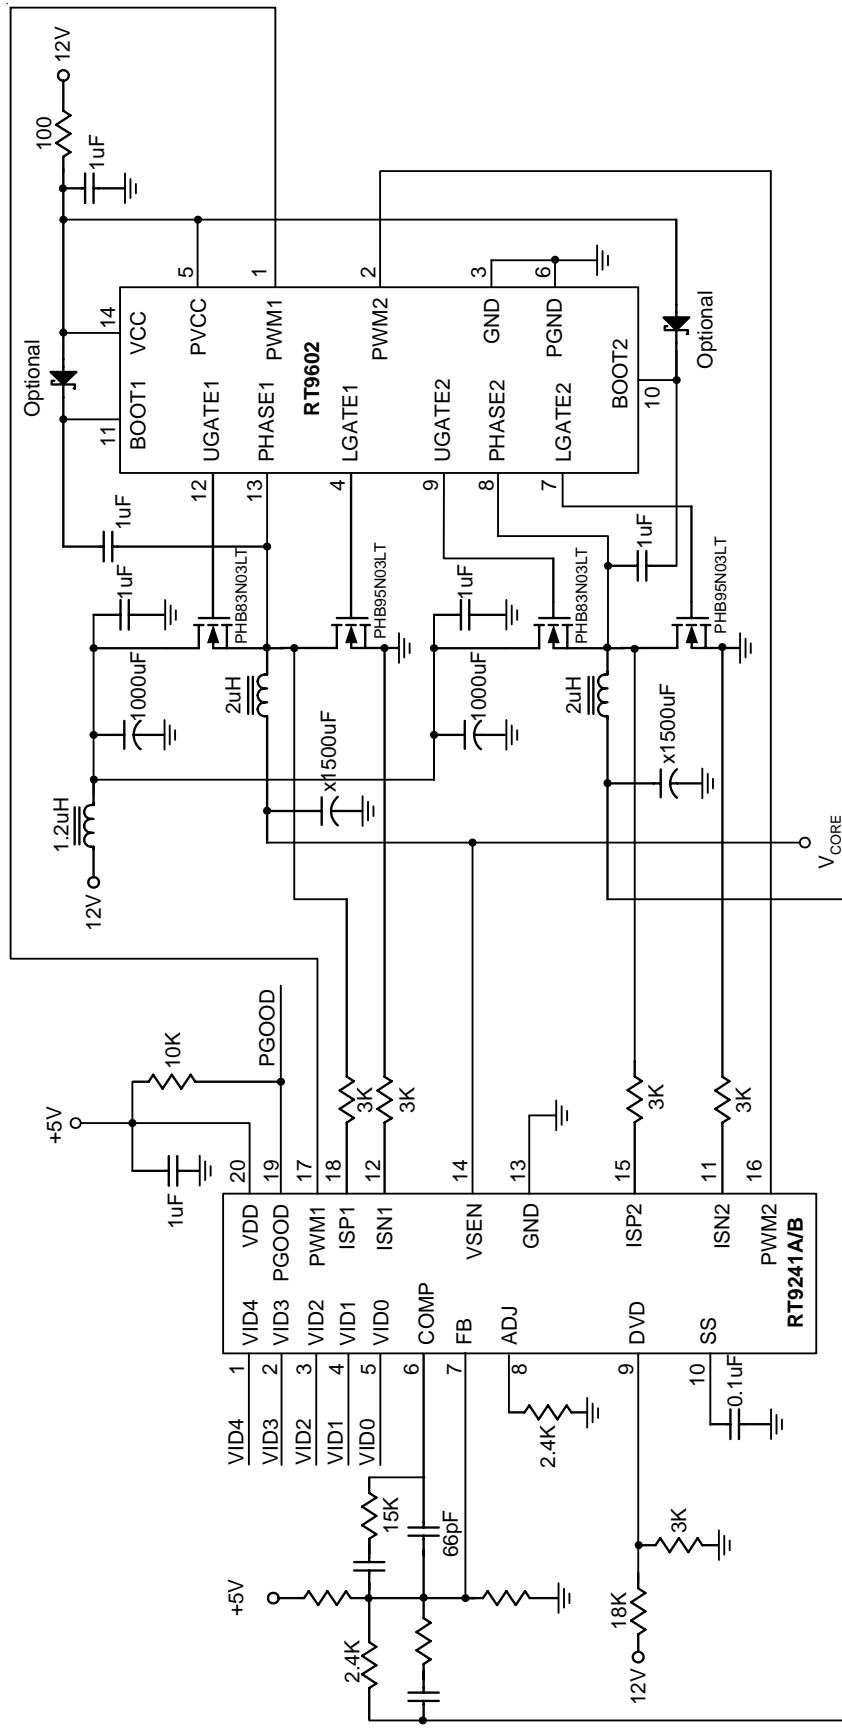 12V
100
1uF
Optional
5
1
2
3
6
14
VCC
PVCC
PWM1
PWM2
GND
PGND
BOOT2
10
Optional
RT9602
11
BOOT1
UGATE1
PHASE1
LGATE1
UGATE2
PHASE2
LGATE2
12
13
4
9
8
7
1uF
1uF
1uF
1uF
PHB83N03LT
PHB95N03LT
PHB83N03LT
PHB95N03LT
1000uF
2uH
1000uF
2uH
x1500uF
x1500uF
1.2uH
12V
VCORE
PGOOD
10K
+5V
1uF
3K
3K
3K
3K
20
19
17
18
12
14
13
15
11
16
VDD
PGOOD
PWM1
ISP1
ISN1
VSEN
GND
ISP2
ISN2
PWM2
RT9241A/B
VID4
VID3
VID2
VID1
VID0
COMP
FB
ADJ
DVD
SS
1
2
3
4
5
6
7
8
9
10
VID4
VID3
VID2
VID1
VID0
0.1uF
2.4K
15K
66pF
3K
+5V
18K
2.4K
12V